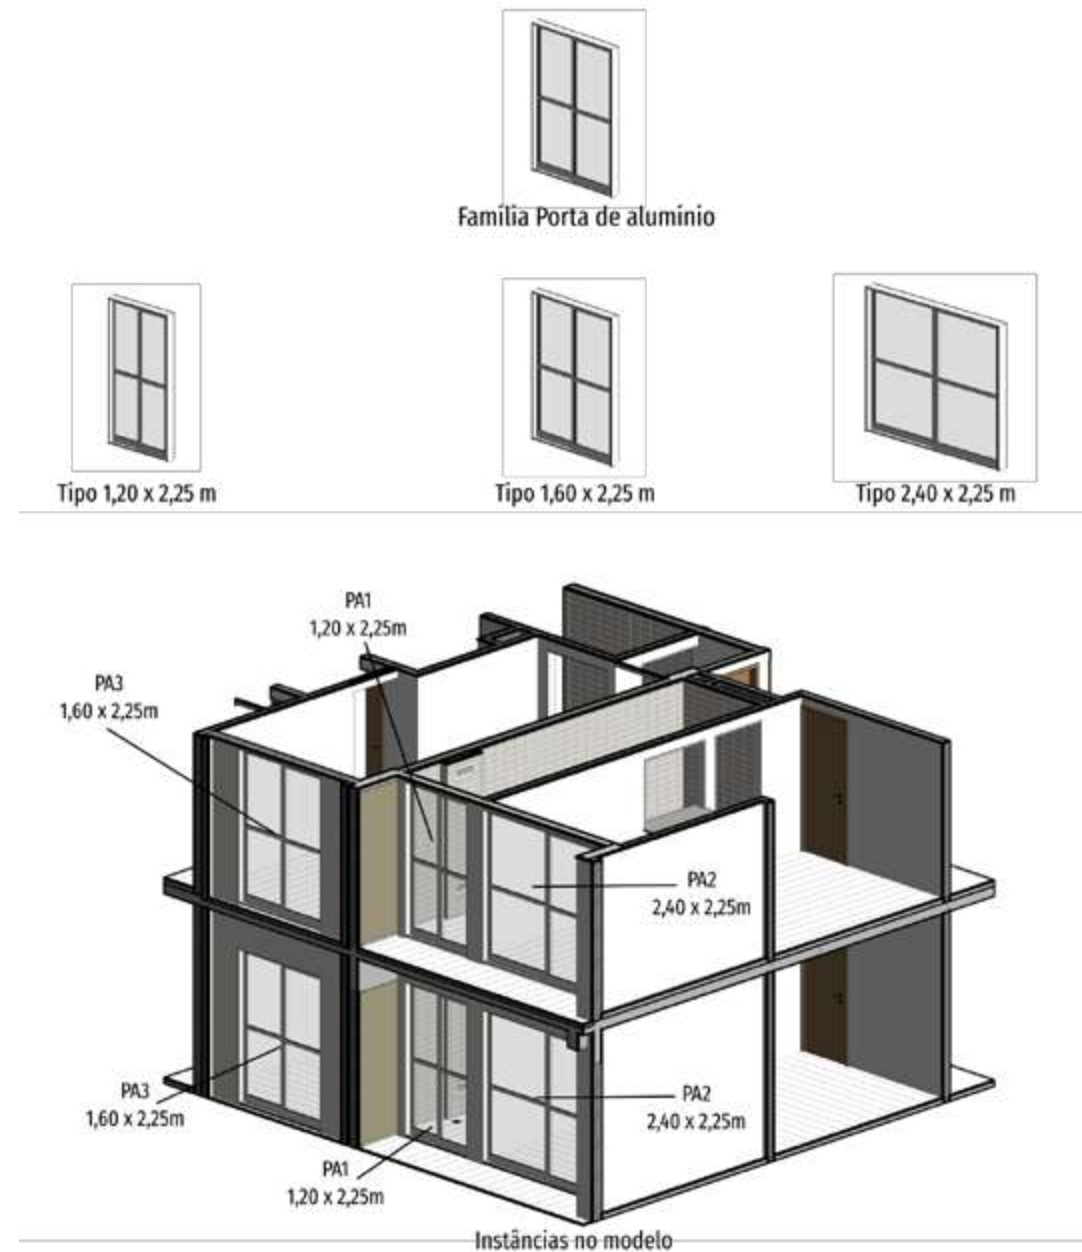 Família Porta de alumínio
Tipo 1,20 x 2,25 m
Tipo 1,60 x 2,25 m
Tipo 2,40 x 2,25 m
PA1
1,20 x 2,25m
PA3
1,60 x 2,25m
PA2
2,40 x 2,25m
PA3
1,60 x 2,25m
PA2
2,40 x 2,25m
PA1
1,20 x 2,25m
Instâncias no modelo